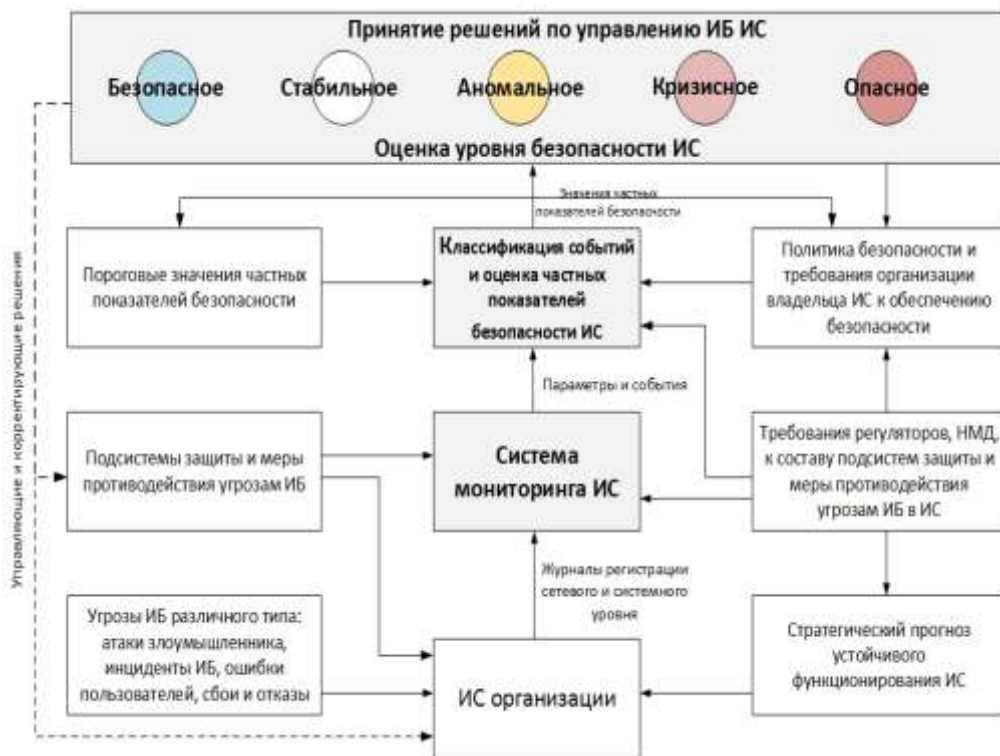 Принятие решений по управлению ИБ ИС
Безопасное
Стабильное
Аномальное
Кризисное
Опасное
Оценка уровня безопасности ИС
Значения частных
показателей безопасности
Пороговые значения частных
показателей безопасности
Классификация событий
и оценка частных
показателей
безопасности ИС
Политика безопасности и
требования организации
владельца ИС к обеспечению
безопасности
Управляющие и корректирующие решения
Параметры и события
Подсистемы защиты и меры
противодействия угрозам ИБ
Система
мониторинга ИС
Требования регуляторов, НМД,
к составу подсистем защиты и
меры противодействия
угрозам ИБ в ИС
Журналы регистрации
сетевого и системного
уровня
Угрозы ИБ различного типа:
атаки злоумышленника,
инциденты ИБ, ошибки
пользователей, сбои и отказы
ИС организации
Стратегический прогноз
устойчивого
функционирования ИС